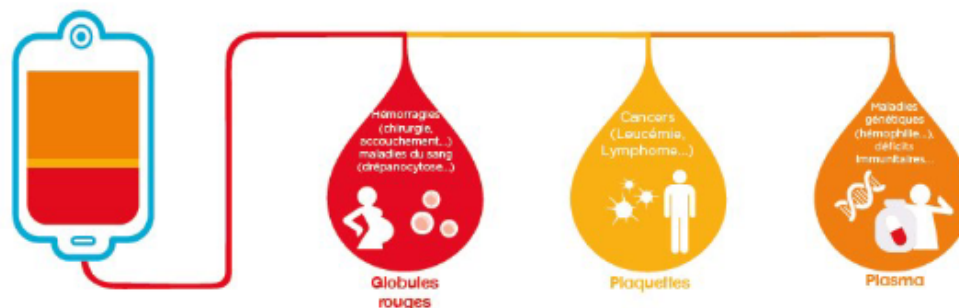 Hémorragies
(chirurgie,
accouchement...)
maladies du sang
(drépanocytose...)
Globules
rouges
Cancers
(Leucémie,
Lymphome...)
Plaquettes
Maladies
génétiques
(hémophilie...),
déficits
immunitaires...
Plasma